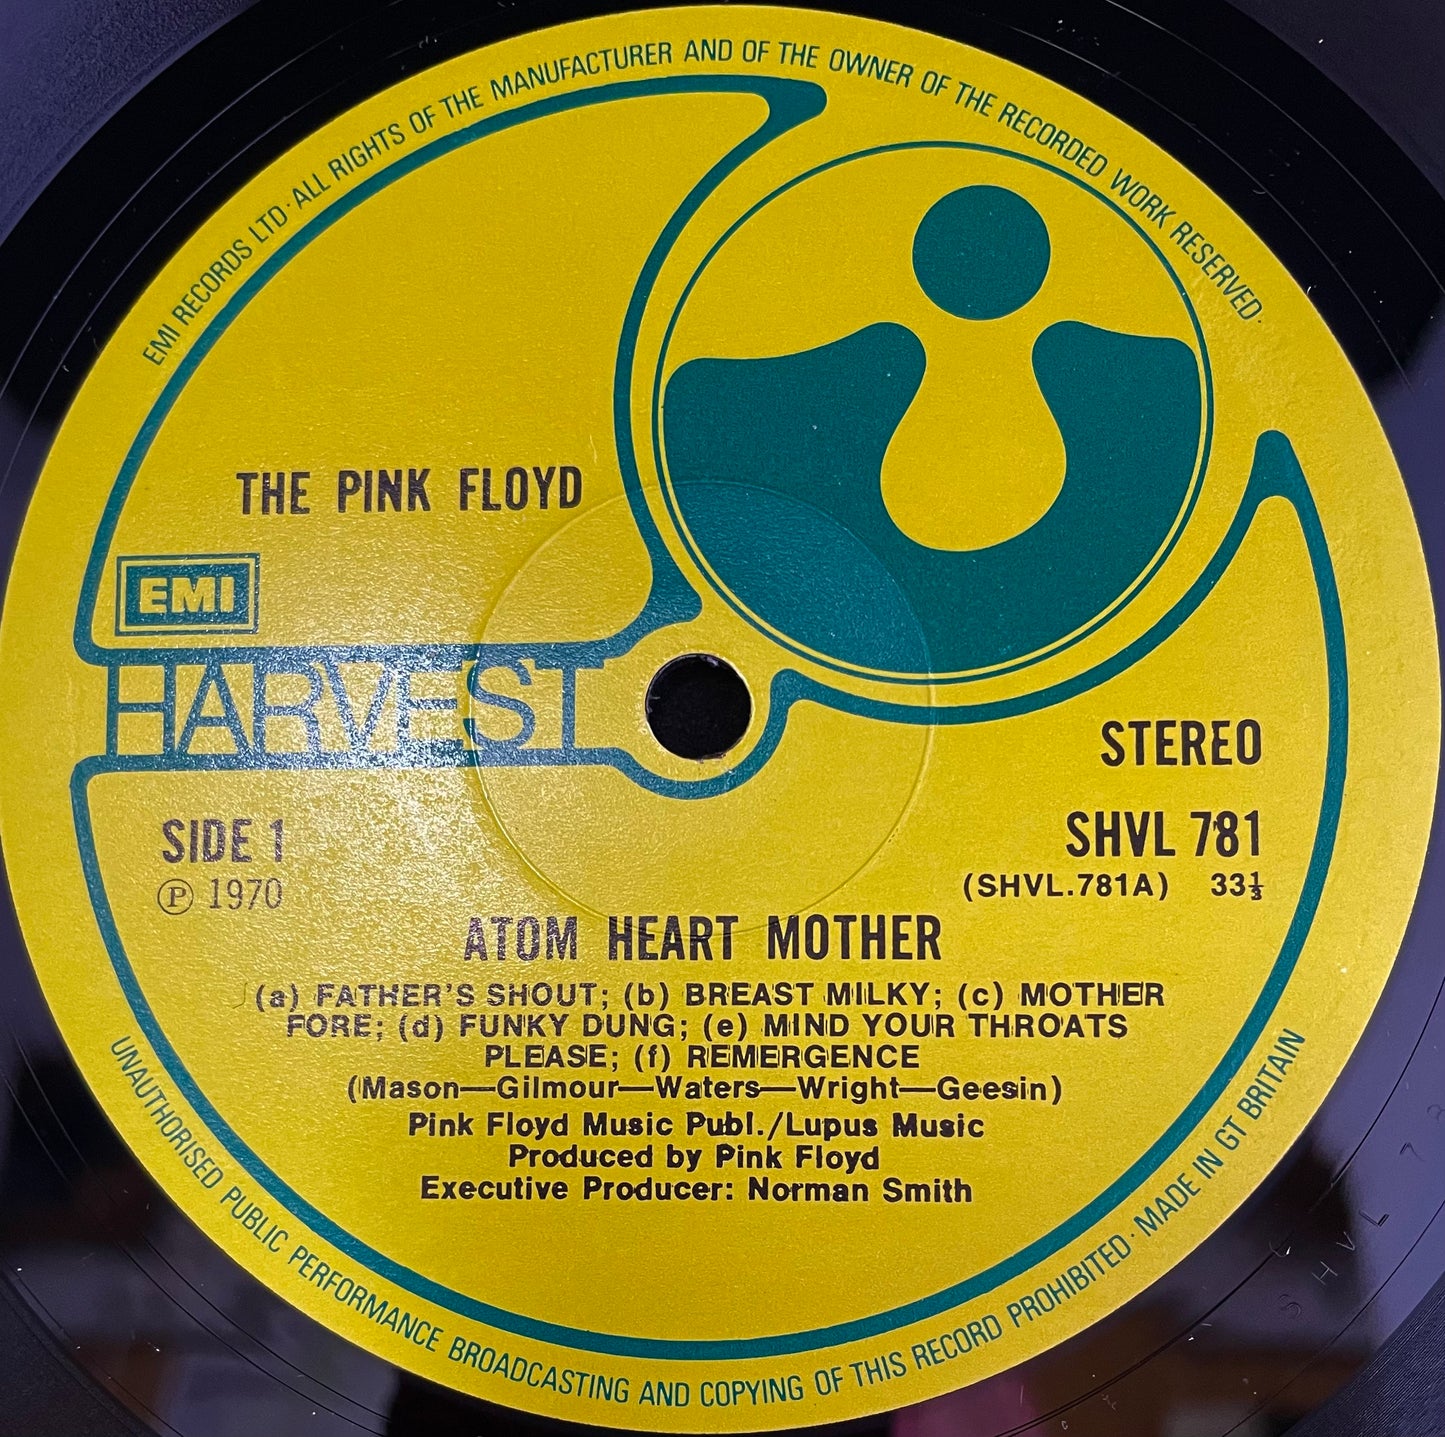 EMI RECORDS LTD · ALL RIGHTS OF THE MANUFACTURER AND OF THE OWNER OF THE RECORDED WORK RESERVED ·
THE PINK FLOYD
EMI
HARVEST
STEREO
SIDE 1
SHVL 781
Ⓟ 1970
(SHVL.781A) 33⅓
ATOM HEART MOTHER
(a) FATHER'S SHOUT; (b) BREAST MILKY; (c) MOTHER
FORE; (d) FUNKY DUNG; (e) MIND YOUR THROATS
PLEASE; (f) REMERGENCE
(Mason—Gilmour—Waters—Wright—Geesin)
Pink Floyd Music Publ./Lupus Music
Produced by Pink Floyd
Executive Producer: Norman Smith
UNAUTHORISED PUBLIC PERFORMANCE BROADCASTING AND COPYING OF THIS RECORD PROHIBITED · MADE IN GT BRITAIN
S H V L